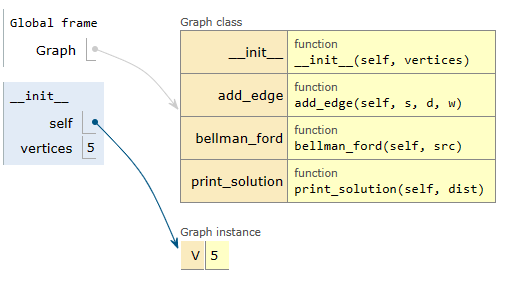 Global frame
Graph
Graph class
__init__
function
__init__(self, vertices)
add_edge
function
add_edge(self, s, d, w)
bellman_ford
function
bellman_ford(self, src)
print_solution
function
print_solution(self, dist)
__init__
self
vertices 5
Graph instance
V 5